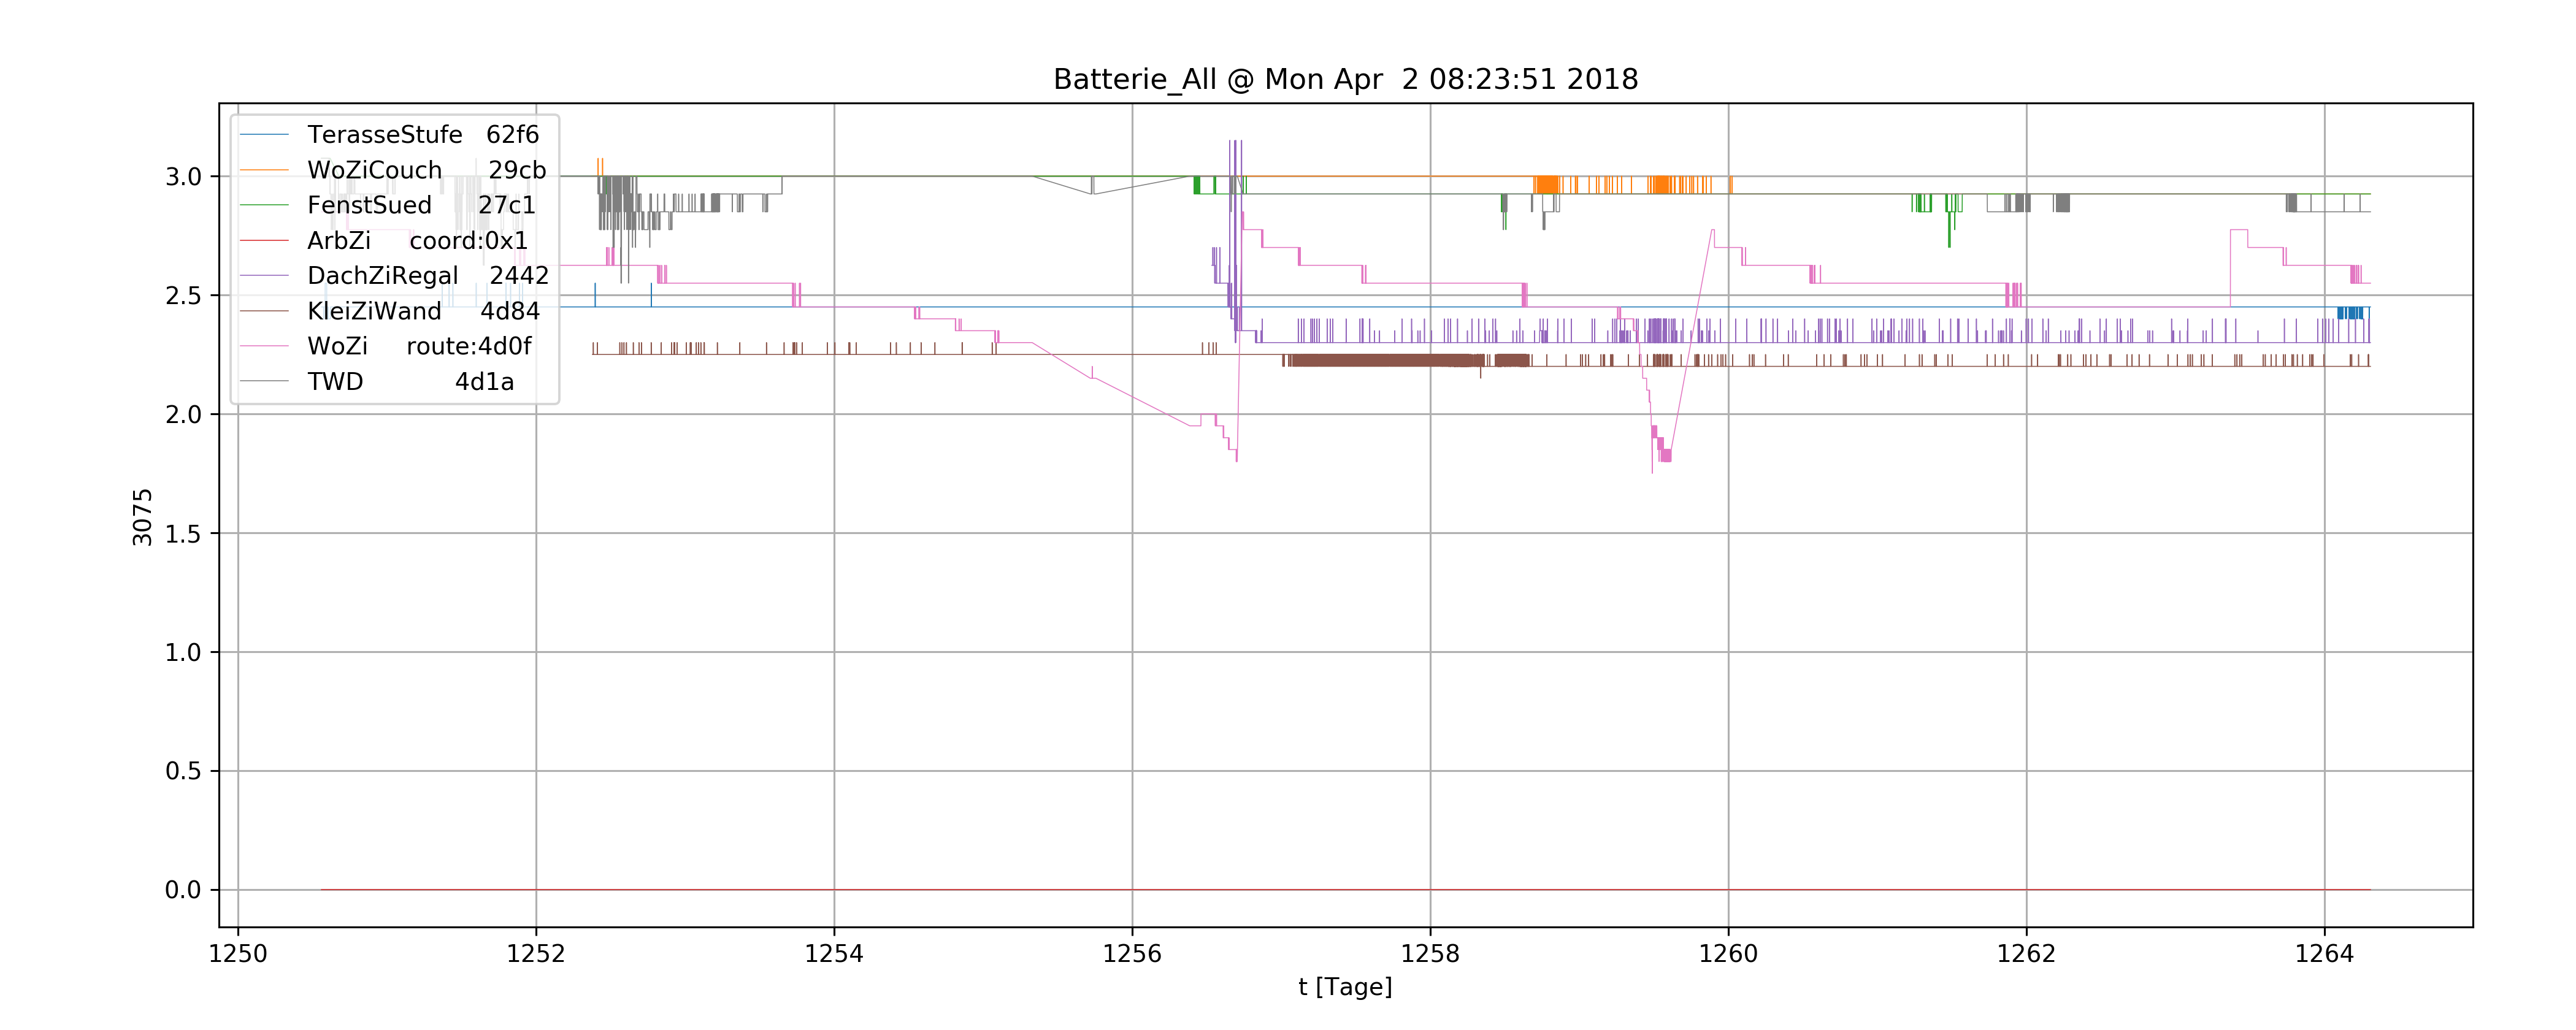 Batterie_All @ Mon Apr  2 08:23:51 2018
TerasseStufe   62f6
WoZiCouch      29cb
FenstSued      27c1
ArbZi     coord:0x1
DachZiRegal    2442
KleiZiWand     4d84
WoZi     route:4d0f
TWD            4d1a
3.0
2.5
2.0
1.5
1.0
0.5
0.0
3075
1250 1252 1254 1256 1258 1260 1262 1264
t [Tage]